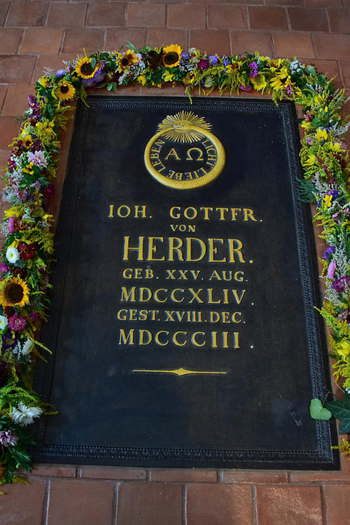 LICHT LIEBE LEBEN
Α Ω
IOH. GOTTFR.
VON
HERDER.
GEB. XXV. AUG.
MDCCXLIV.
GEST. XVIII. DEC.
MDCCCIII.